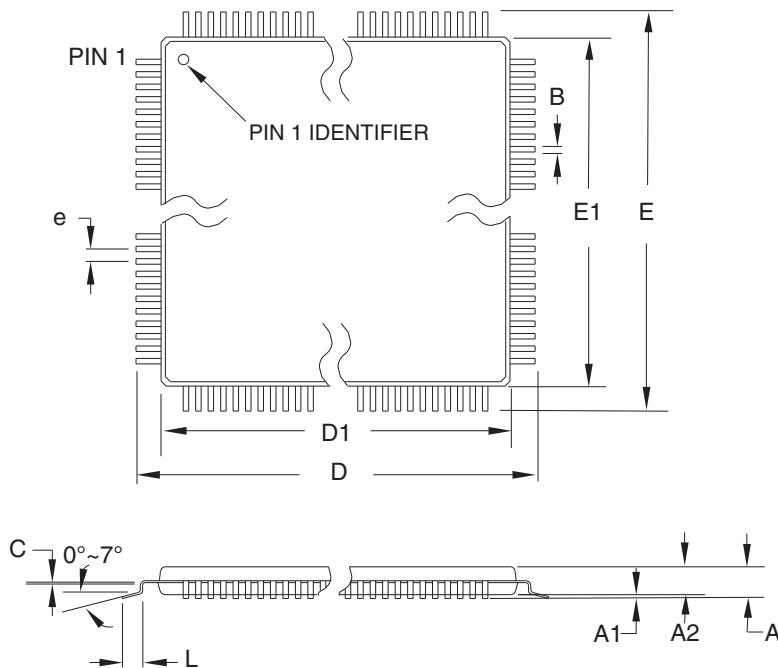 PIN 1
PIN 1 IDENTIFIER
B
e
E1
E
D1
D
C
0°~7°
L
A1
A2
A